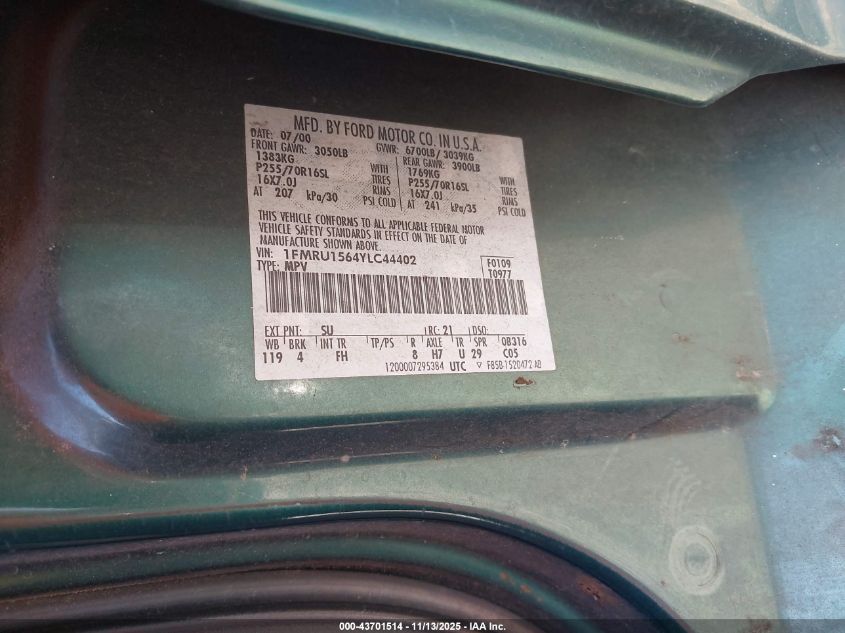 MFD. BY FORD MOTOR CO. IN U.S.A.
DATE: 07/00 GVWR: 6700LB/ 3039KG
FRONT GAWR: 3050LB REAR GAWR: 3900LB
1383KG WITH 1769KG WITH
P255/70R16SL TIRES P255/70R16SL TIRES
16X7.0J RIMS 16X7.0J RIMS
AT 207 kPa/30 PSI COLD AT 241 kPa/35 PSI COLD
THIS VEHICLE CONFORMS TO ALL APPLICABLE FEDERAL MOTOR
VEHICLE SAFETY STANDARDS IN EFFECT ON THE DATE OF
MANUFACTURE SHOWN ABOVE.
VIN: 1FMRU1564YLC44402 F0109
TYPE: MPV T0977
EXT PNT: SU RC: 21 DSO:
WB BRK INT TR TP/PS R AXLE TR SPR 0B316
119 4 FH 8 H7 U 29 C05
1200007295384 UTC ▽ F85B-1520472 AB
000-43701514 - 11/13/2025 - IAA Inc.